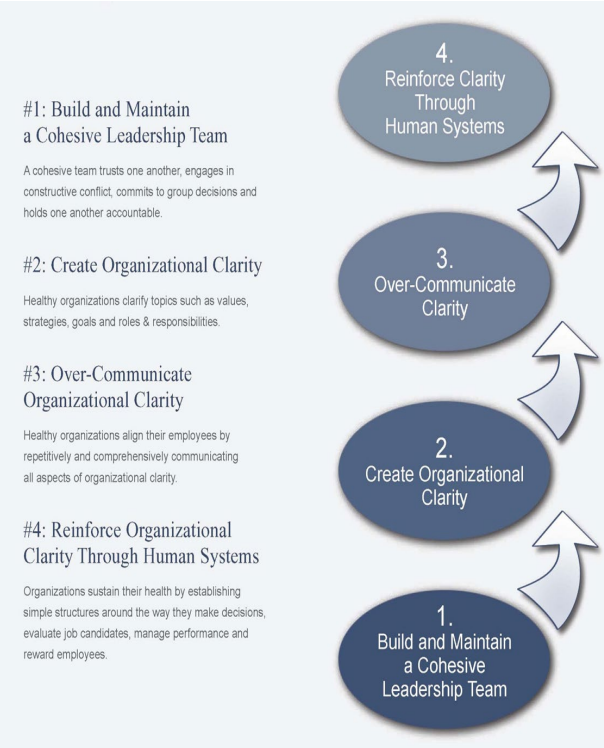 #1: Build and Maintain
a Cohesive Leadership Team
A cohesive team trusts one another, engages in
constructive conflict, commits to group decisions and
holds one another accountable.
#2: Create Organizational Clarity
Healthy organizations clarify topics such as values,
strategies, goals and roles & responsibilities.
#3: Over-Communicate
Organizational Clarity
Healthy organizations align their employees by
repetitively and comprehensively communicating
all aspects of organizational clarity.
#4: Reinforce Organizational
Clarity Through Human Systems
Organizations sustain their health by establishing
simple structures around the way they make decisions,
evaluate job candidates, manage performance and
reward employees.
4.
Reinforce Clarity
Through
Human Systems
3.
Over-Communicate
Clarity
2.
Create Organizational
Clarity
1.
Build and Maintain
a Cohesive
Leadership Team